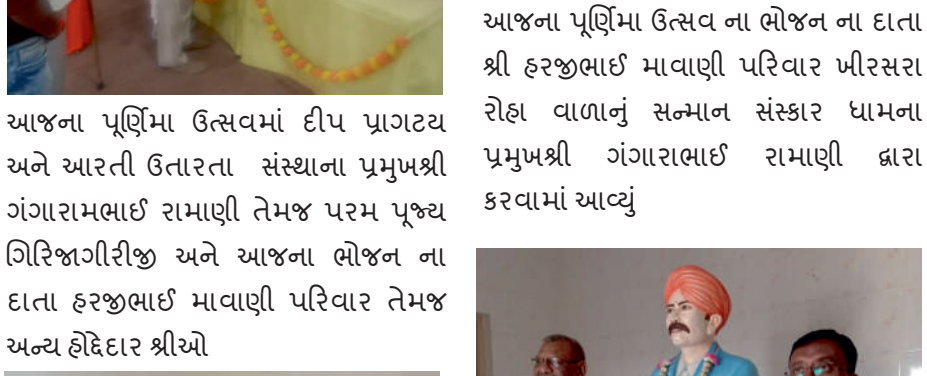 આજના પૂર્ણિમા ઉત્સવમાં દીપ પ્રાગટય
અને આરતી ઉતારતા સંસ્થાના પ્રમુખશ્રી
ગંગારામભાઈ રામાણી તેમજ પરમ પૂજ્ય
ગિરિજાગીરીજી અને આજના ભોજન ના
દાતા હરજીભાઈ માવાણી પરિવાર તેમજ
અન્ય હોદ્દેદાર શ્રીઓ
આજના પૂર્ણિમા ઉત્સવ ના ભોજન ના દાતા
શ્રી હરજીભાઈ માવાણી પરિવાર ખીરસરા
રોહા વાળાનું સન્માન સંસ્કાર ધામના
પ્રમુખશ્રી ગંગારાભાઈ રામાણી દ્વારા
કરવામાં આવ્યું